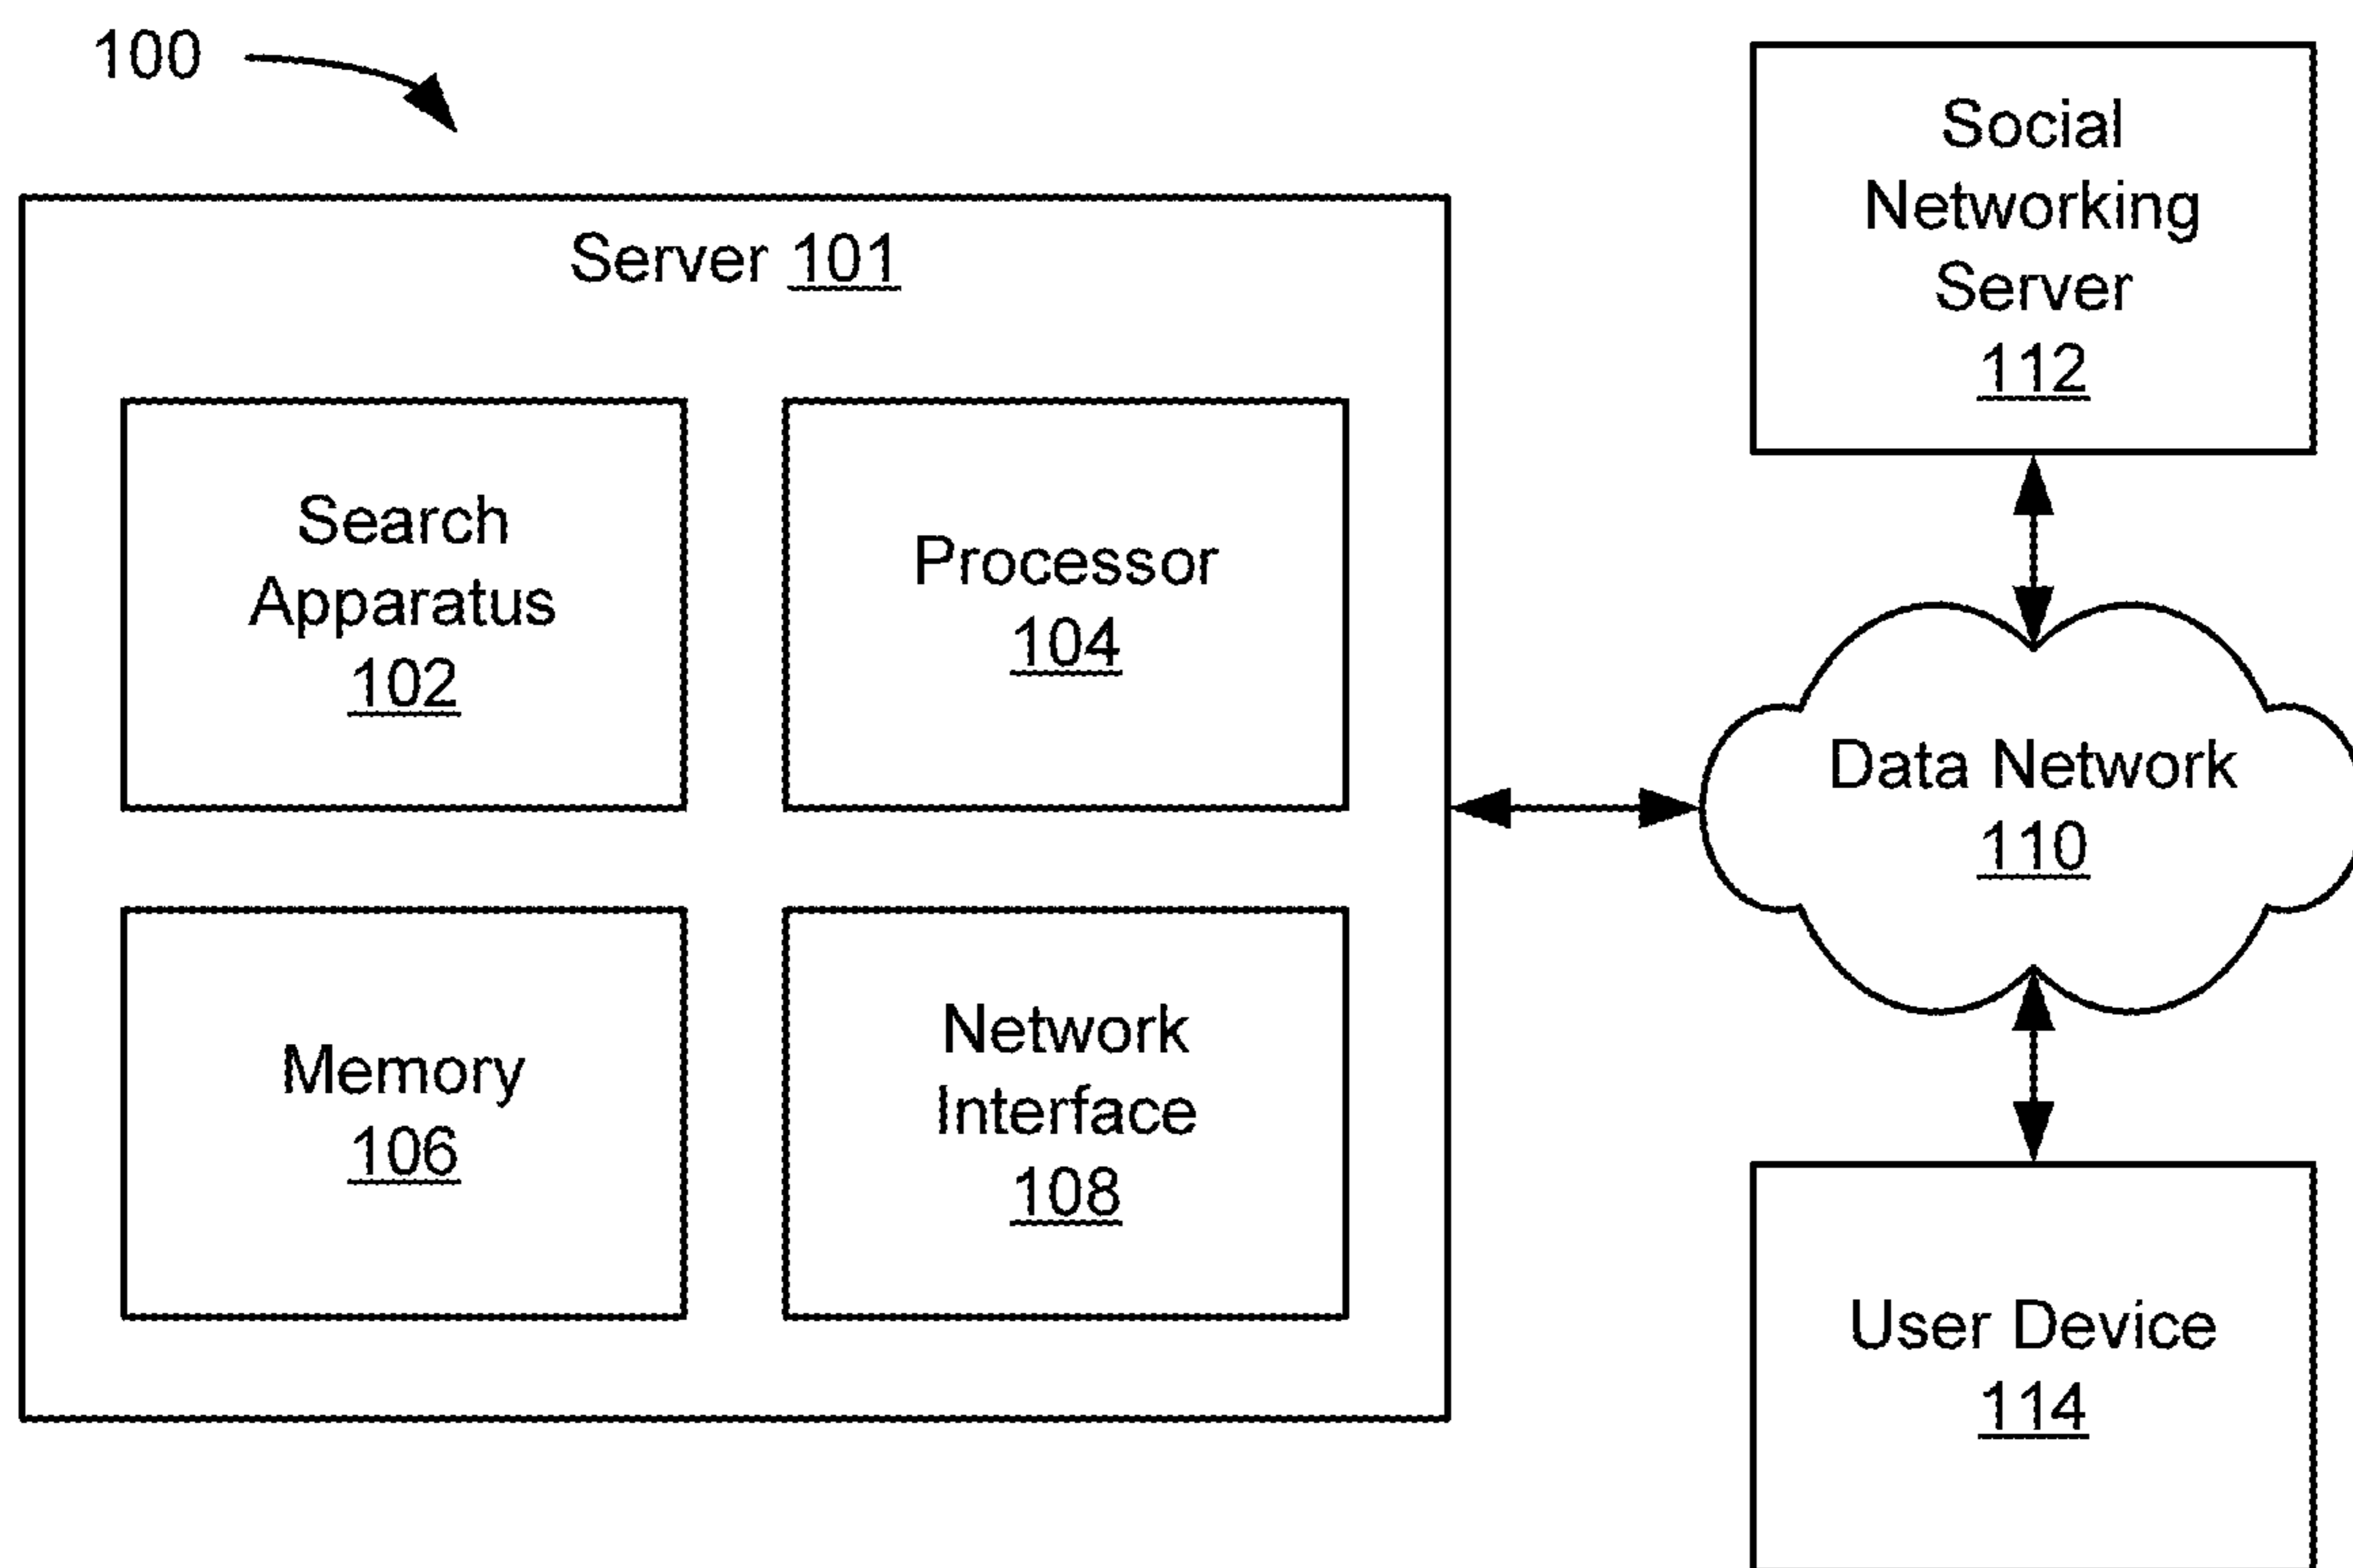 100
Server 101
Search
Apparatus
102
Processor
104
Memory
106
Network
Interface
108
Social
Networking
Server
112
Data Network
110
User Device
114